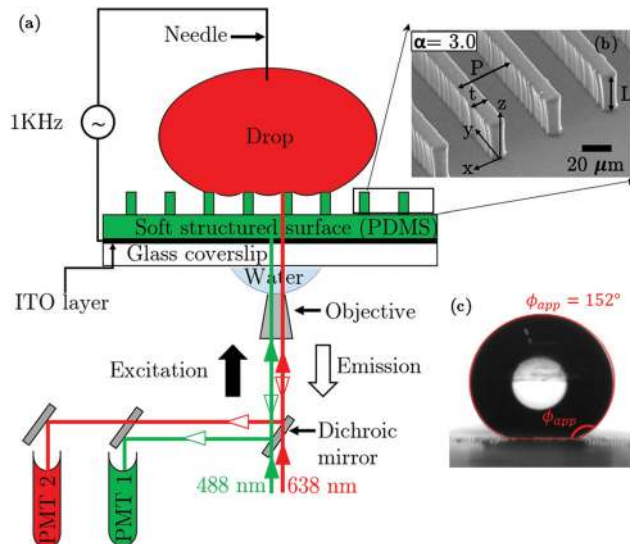 (a)
Needle
1KHz
~
Drop
Soft structured surface (PDMS)
Glass coverslip
Water
ITO layer
Objective
Excitation
Emission
Dichroic
mirror
488 nm
638 nm
PMT 2
PMT 1
α= 3.0
(b)
P
t
z
L
y
x
20 μm
(c)
ϕapp = 152°
ϕapp